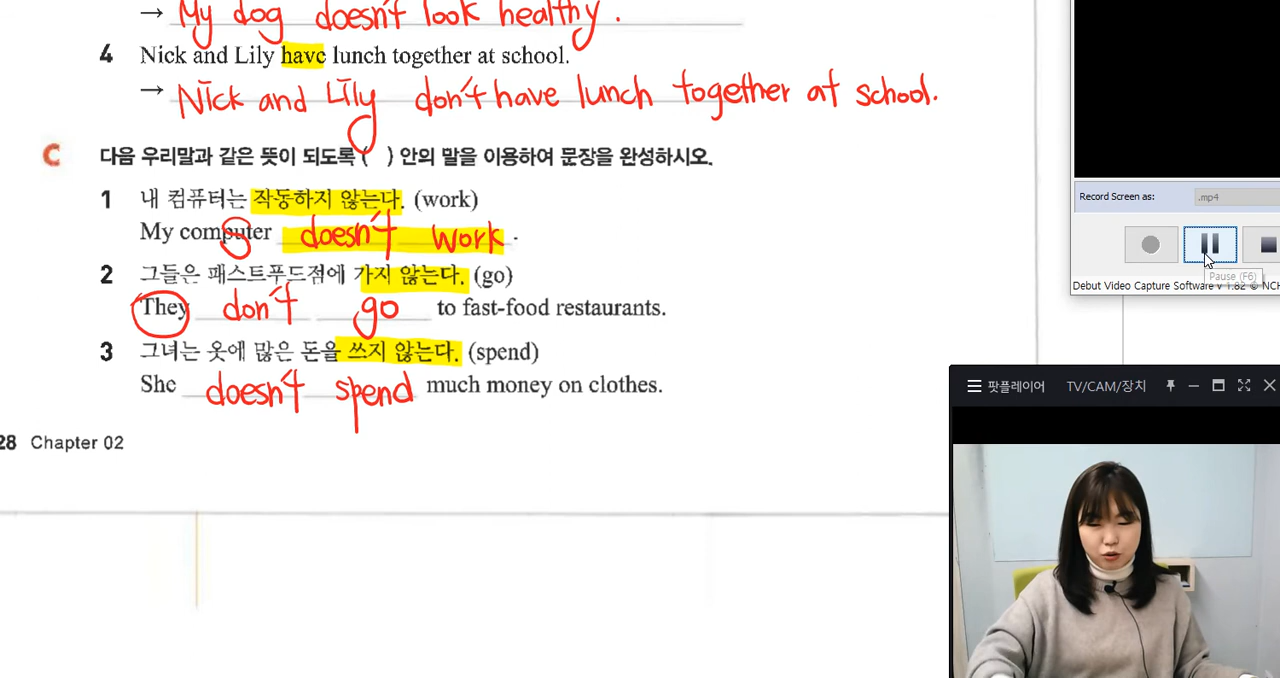 → My dog doesn't look healthy.
4 Nick and Lily have lunch together at school.
→ Nick and Lily don't have lunch together at school.
C 다음 우리말과 같은 뜻이 되도록 ( ) 안의 말을 이용하여 문장을 완성하시오.
1 내 컴퓨터는 작동하지 않는다. (work)
My computer doesn't work.
2 그들은 패스트푸드점에 가지 않는다. (go)
They don't go to fast-food restaurants.
3 그녀는 옷에 많은 돈을 쓰지 않는다. (spend)
She doesn't spend much money on clothes.
28 Chapter 02
Record Screen as: .mp4
Pause (F6)
Debut Video Capture Software v 1.82 © NCH
팟플레이어 TV/CAM/장치